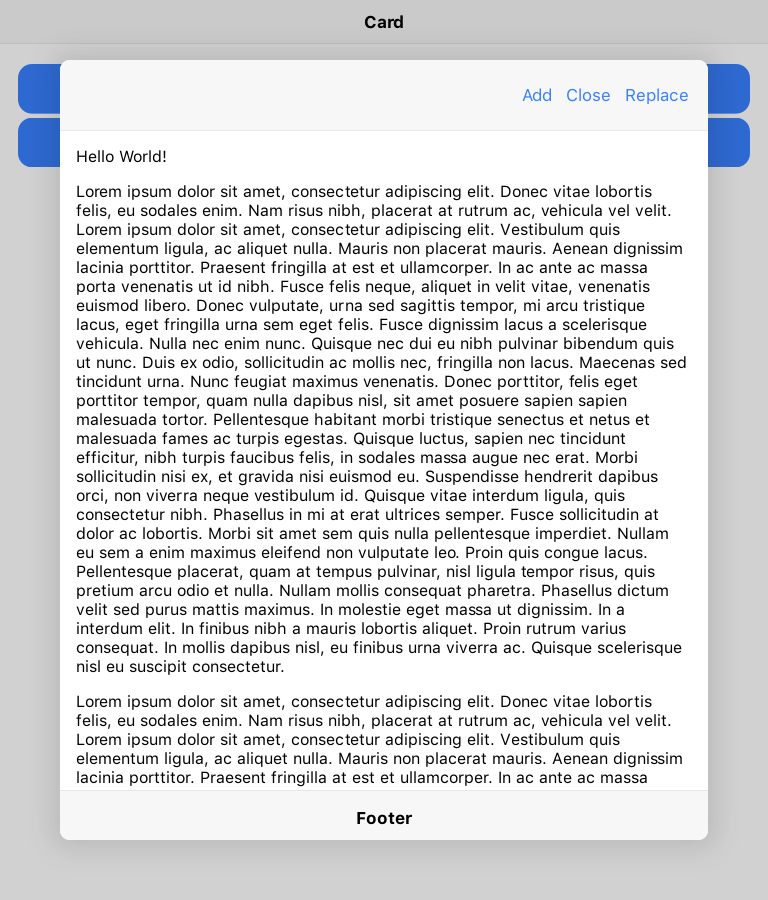 Card
Add Close Replace
Hello World!
Lorem ipsum dolor sit amet, consectetur adipiscing elit. Donec vitae lobortis
felis, eu sodales enim. Nam risus nibh, placerat at rutrum ac, vehicula vel velit.
Lorem ipsum dolor sit amet, consectetur adipiscing elit. Vestibulum quis
elementum ligula, ac aliquet nulla. Mauris non placerat mauris. Aenean dignissim
lacinia porttitor. Praesent fringilla at est et ullamcorper. In ac ante ac massa
porta venenatis ut id nibh. Fusce felis neque, aliquet in velit vitae, venenatis
euismod libero. Donec vulputate, urna sed sagittis tempor, mi arcu tristique
lacus, eget fringilla urna sem eget felis. Fusce dignissim lacus a scelerisque
vehicula. Nulla nec enim nunc. Quisque nec dui eu nibh pulvinar bibendum quis
ut nunc. Duis ex odio, sollicitudin ac mollis nec, fringilla non lacus. Maecenas sed
tincidunt urna. Nunc feugiat maximus venenatis. Donec porttitor, felis eget
porttitor tempor, quam nulla dapibus nisl, sit amet posuere sapien sapien
malesuada tortor. Pellentesque habitant morbi tristique senectus et netus et
malesuada fames ac turpis egestas. Quisque luctus, sapien nec tincidunt
efficitur, nibh turpis faucibus felis, in sodales massa augue nec erat. Morbi
sollicitudin nisi ex, et gravida nisi euismod eu. Suspendisse hendrerit dapibus
orci, non viverra neque vestibulum id. Quisque vitae interdum ligula, quis
consectetur nibh. Phasellus in mi at erat ultrices semper. Fusce sollicitudin at
dolor ac lobortis. Morbi sit amet sem quis nulla pellentesque imperdiet. Nullam
eu sem a enim maximus eleifend non vulputate leo. Proin quis congue lacus.
Pellentesque placerat, quam at tempus pulvinar, nisl ligula tempor risus, quis
pretium arcu odio et nulla. Nullam mollis consequat pharetra. Phasellus dictum
velit sed purus mattis maximus. In molestie eget massa ut dignissim. In a
interdum elit. In finibus nibh a mauris lobortis aliquet. Proin rutrum varius
consequat. In mollis dapibus nisl, eu finibus urna viverra ac. Quisque scelerisque
nisl eu suscipit consectetur.
Lorem ipsum dolor sit amet, consectetur adipiscing elit. Donec vitae lobortis
felis, eu sodales enim. Nam risus nibh, placerat at rutrum ac, vehicula vel velit.
Lorem ipsum dolor sit amet, consectetur adipiscing elit. Vestibulum quis
elementum ligula, ac aliquet nulla. Mauris non placerat mauris. Aenean dignissim
lacinia porttitor. Praesent fringilla at est et ullamcorper. In ac ante ac massa
Footer